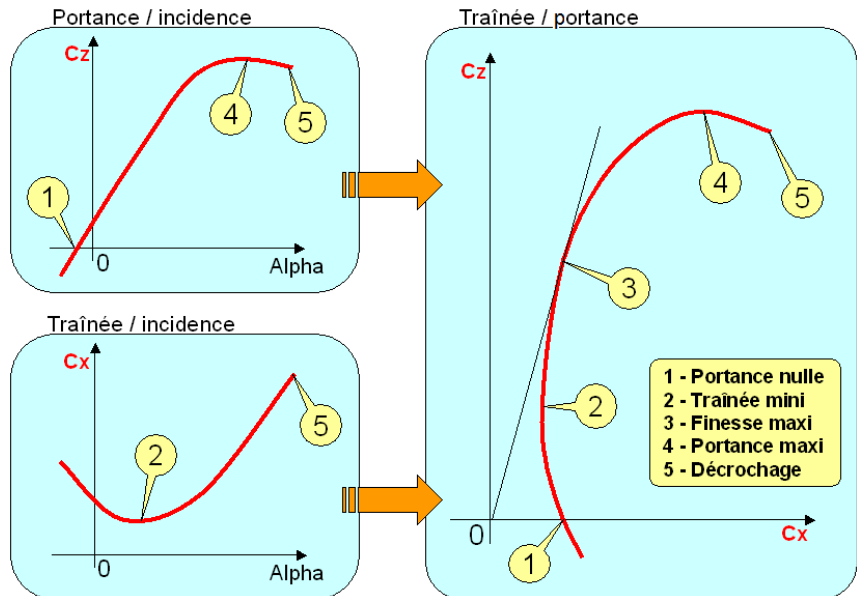 Portance / incidence
Cz
4
5
1
0
Alpha
Traînée / incidence
Cx
5
2
0
Alpha
Traînée / portance
Cz
4
5
3
2
1 - Portance nulle
2 - Traînée mini
3 - Finesse maxi
4 - Portance maxi
5 - Décrochage
0
1
Cx